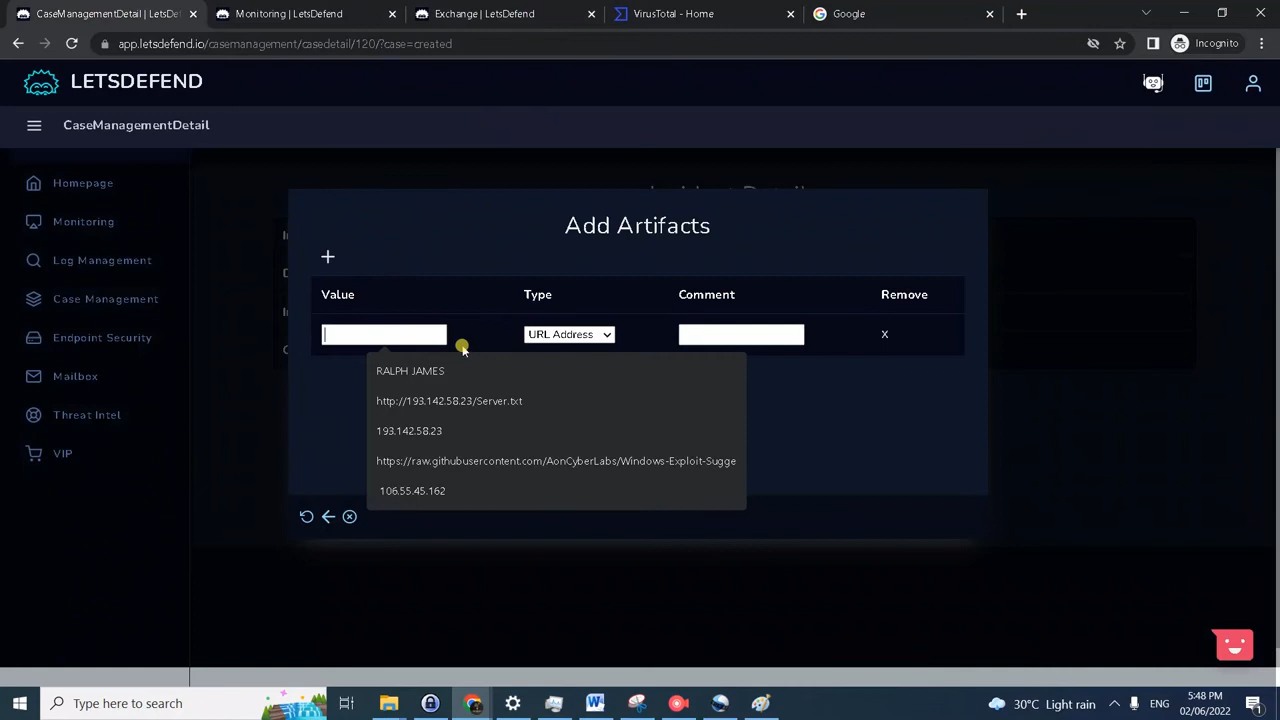 CaseManagementDetail | LetsDef
Monitoring | LetsDefend
Exchange | LetsDefend
VirusTotal - Home
Google
app.letsdefend.io/casemanagement/casedetail/120/?case=created
Incognito
LETSDEFEND
CaseManagementDetail
Homepage
Monitoring
Log Management
Case Management
Endpoint Security
Mailbox
Threat Intel
VIP
Add Artifacts
Value Type Comment Remove
URL Address X
RALPH JAMES
http://193.142.58.23/Server.txt
193.142.58.23
https://raw.githubusercontent.com/AonCyberLabs/Windows-Exploit-Sugge
106.55.45.162
Type here to search
30°C Light rain
ENG
5:48 PM
02/06/2022